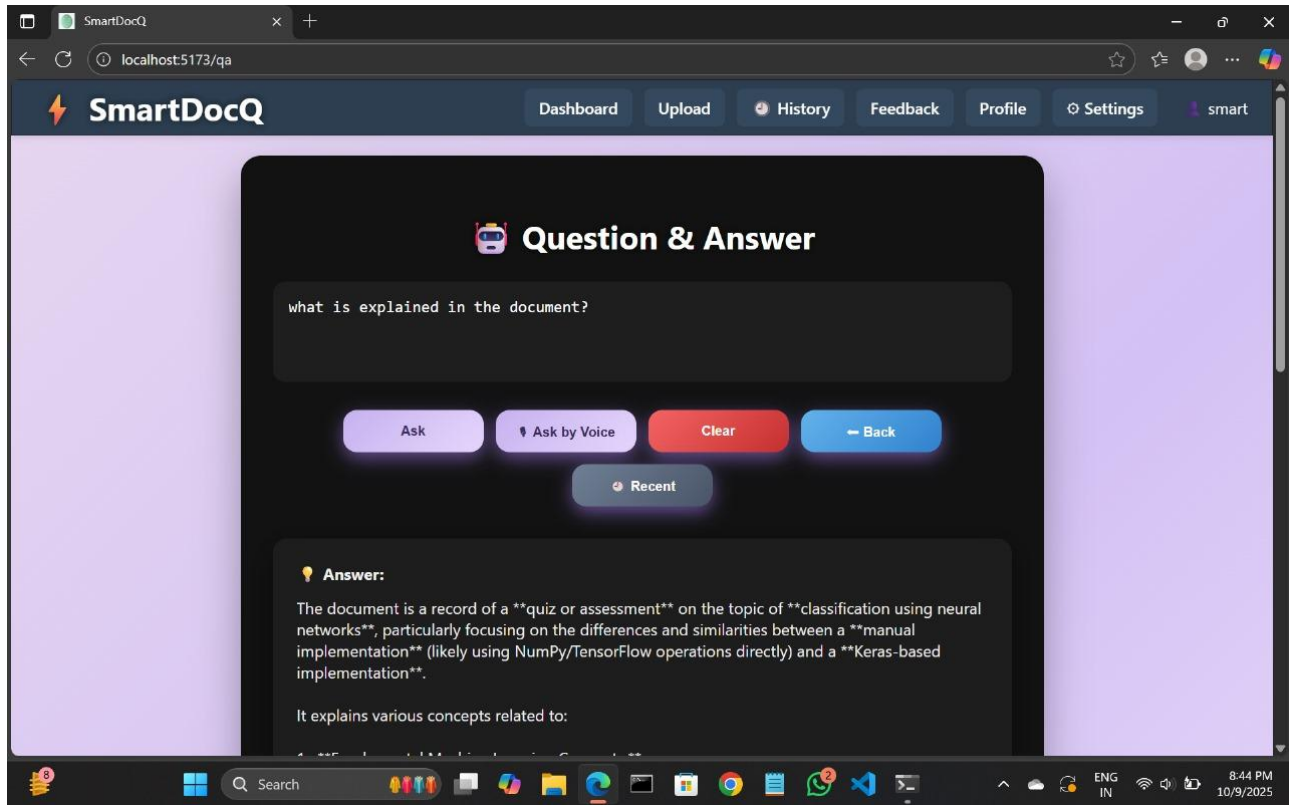 SmartDocQ
localhost:5173/qa
SmartDocQ
Dashboard
Upload
History
Feedback
Profile
Settings
smart
Question & Answer
what is explained in the document?
Ask
Ask by Voice
Clear
Back
Recent
Answer:
The document is a record of a **quiz or assessment** on the topic of **classification using neural
networks**, particularly focusing on the differences and similarities between a **manual
implementation** (likely using NumPy/TensorFlow operations directly) and a **Keras-based
implementation**.
It explains various concepts related to:
8
Search
2
ENG
IN
8:44 PM
10/9/2025